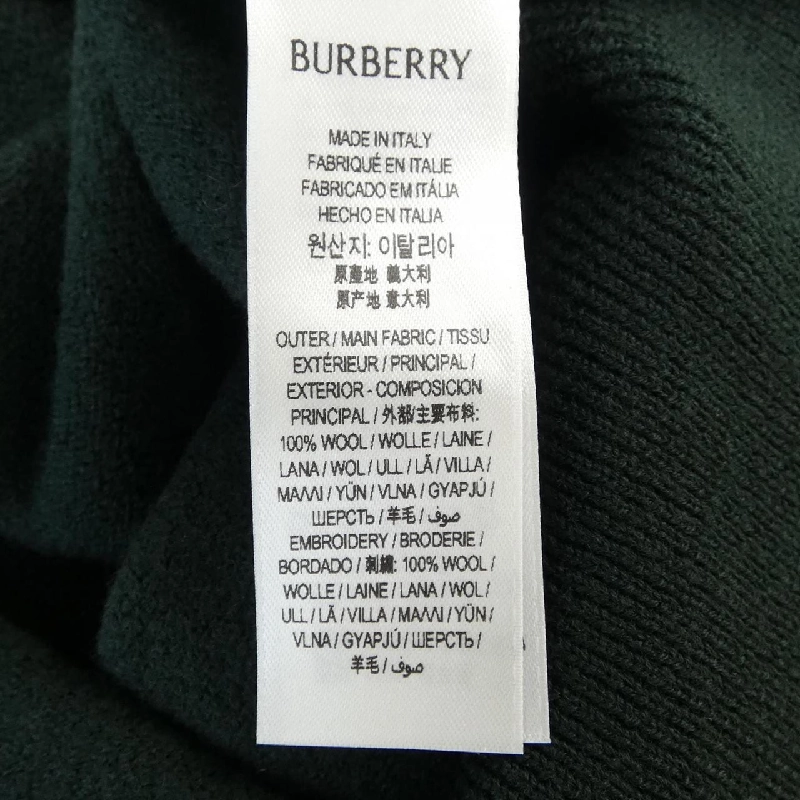 BURBERRY
MADE IN ITALY
FABRIQUÉ EN ITALIE
FABRICADO EM ITÁLIA
HECHO EN ITALIA
원산지: 이탈리아
原產地 義大利
原产地 意大利
OUTER / MAIN FABRIC / TISSU
EXTÉRIEUR / PRINCIPAL /
EXTERIOR - COMPOSICION
PRINCIPAL / 外部/主要布料:
100% WOOL / WOLLE / LAINE /
LANA / WOL / ULL / LÃ / VILLA /
ΜΑΛΛΙ / YÜN / VLNA / GYAPJÚ /
ШЕРСТЬ / 羊毛 / صوف
EMBROIDERY / BRODERIE /
BORDADO / 刺繡: 100% WOOL /
WOLLE / LAINE / LANA / WOL /
ULL / LÃ / VILLA / ΜΑΛΛΙ / YÜN /
VLNA / GYAPJÚ / ШЕРСТЬ /
羊毛 / صوف